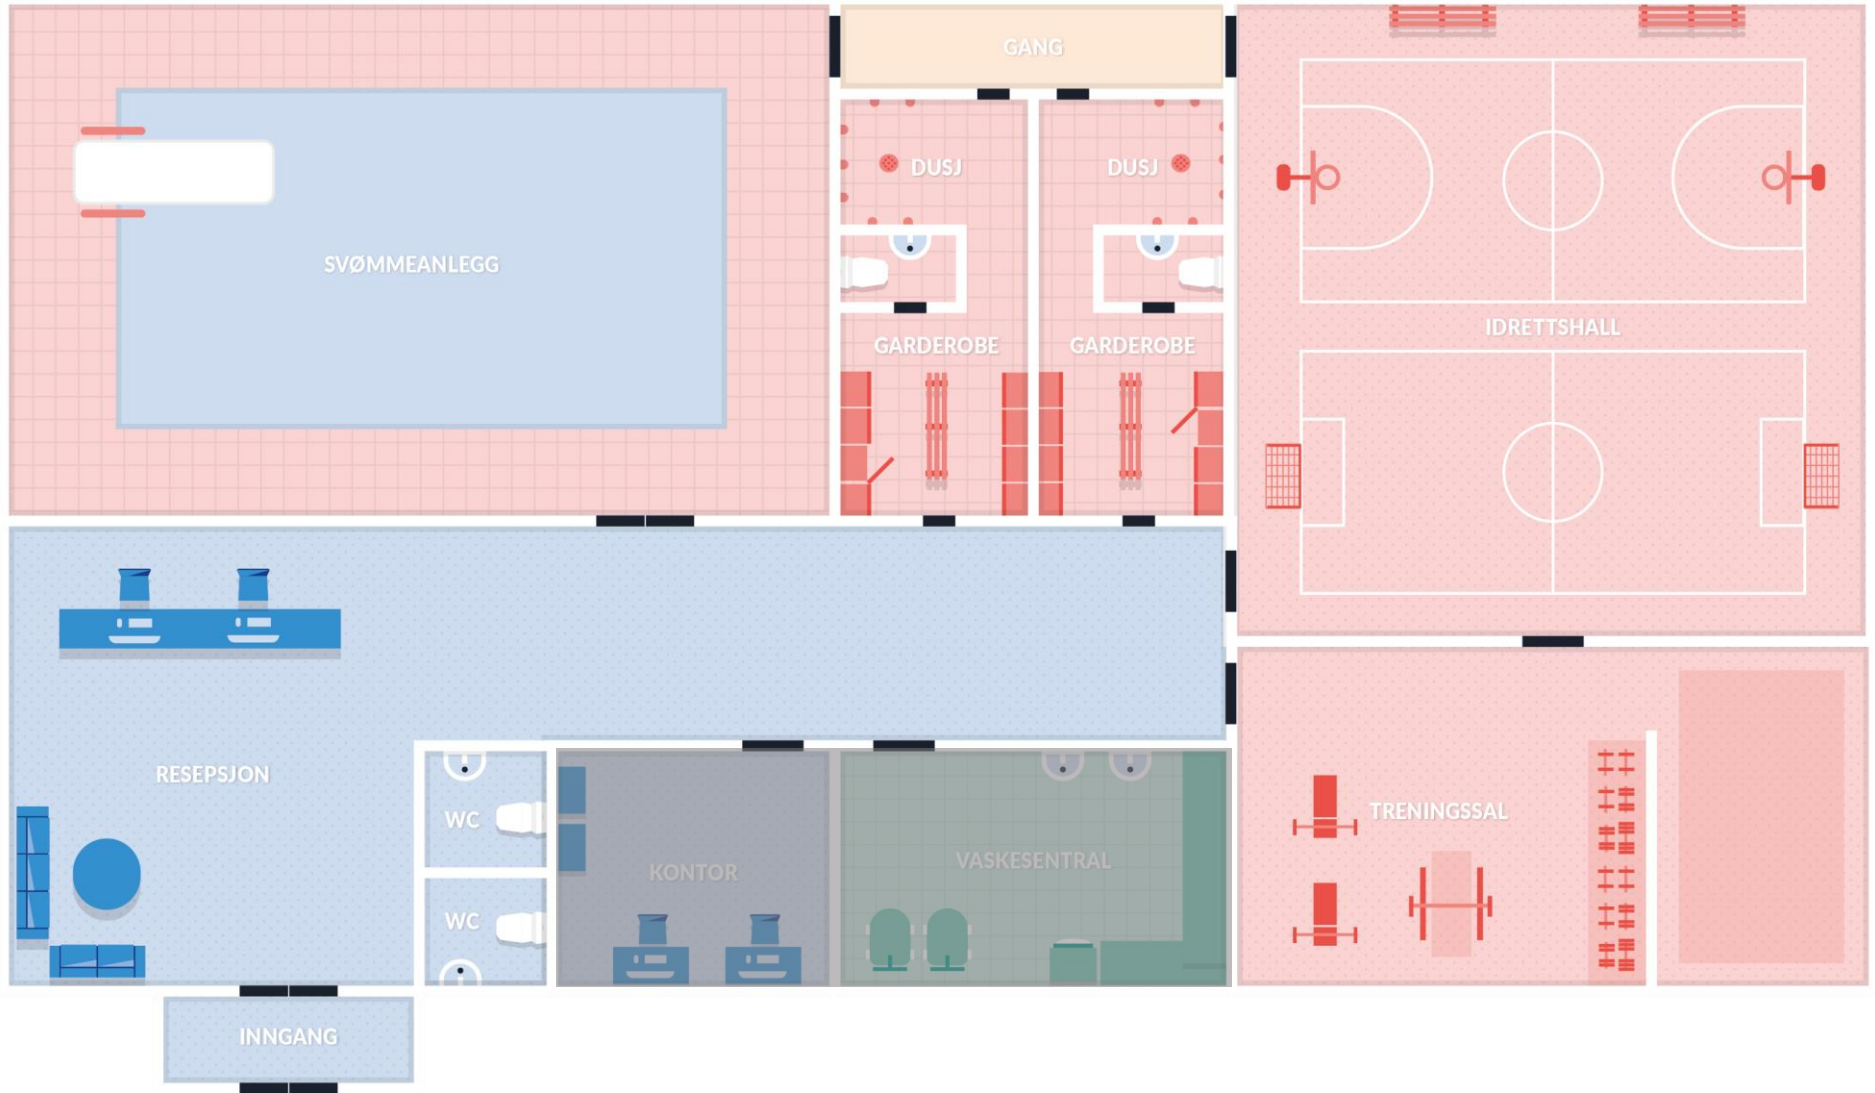 GANG
DUSJ
DUSJ
SVØMMEANLEGG
IDRETTSHALL
GARDEROBE
GARDEROBE
RESEPSJON
WC
TRENINGSSAL
VASKESENTRAL
KONTOR
WC
INNGANG